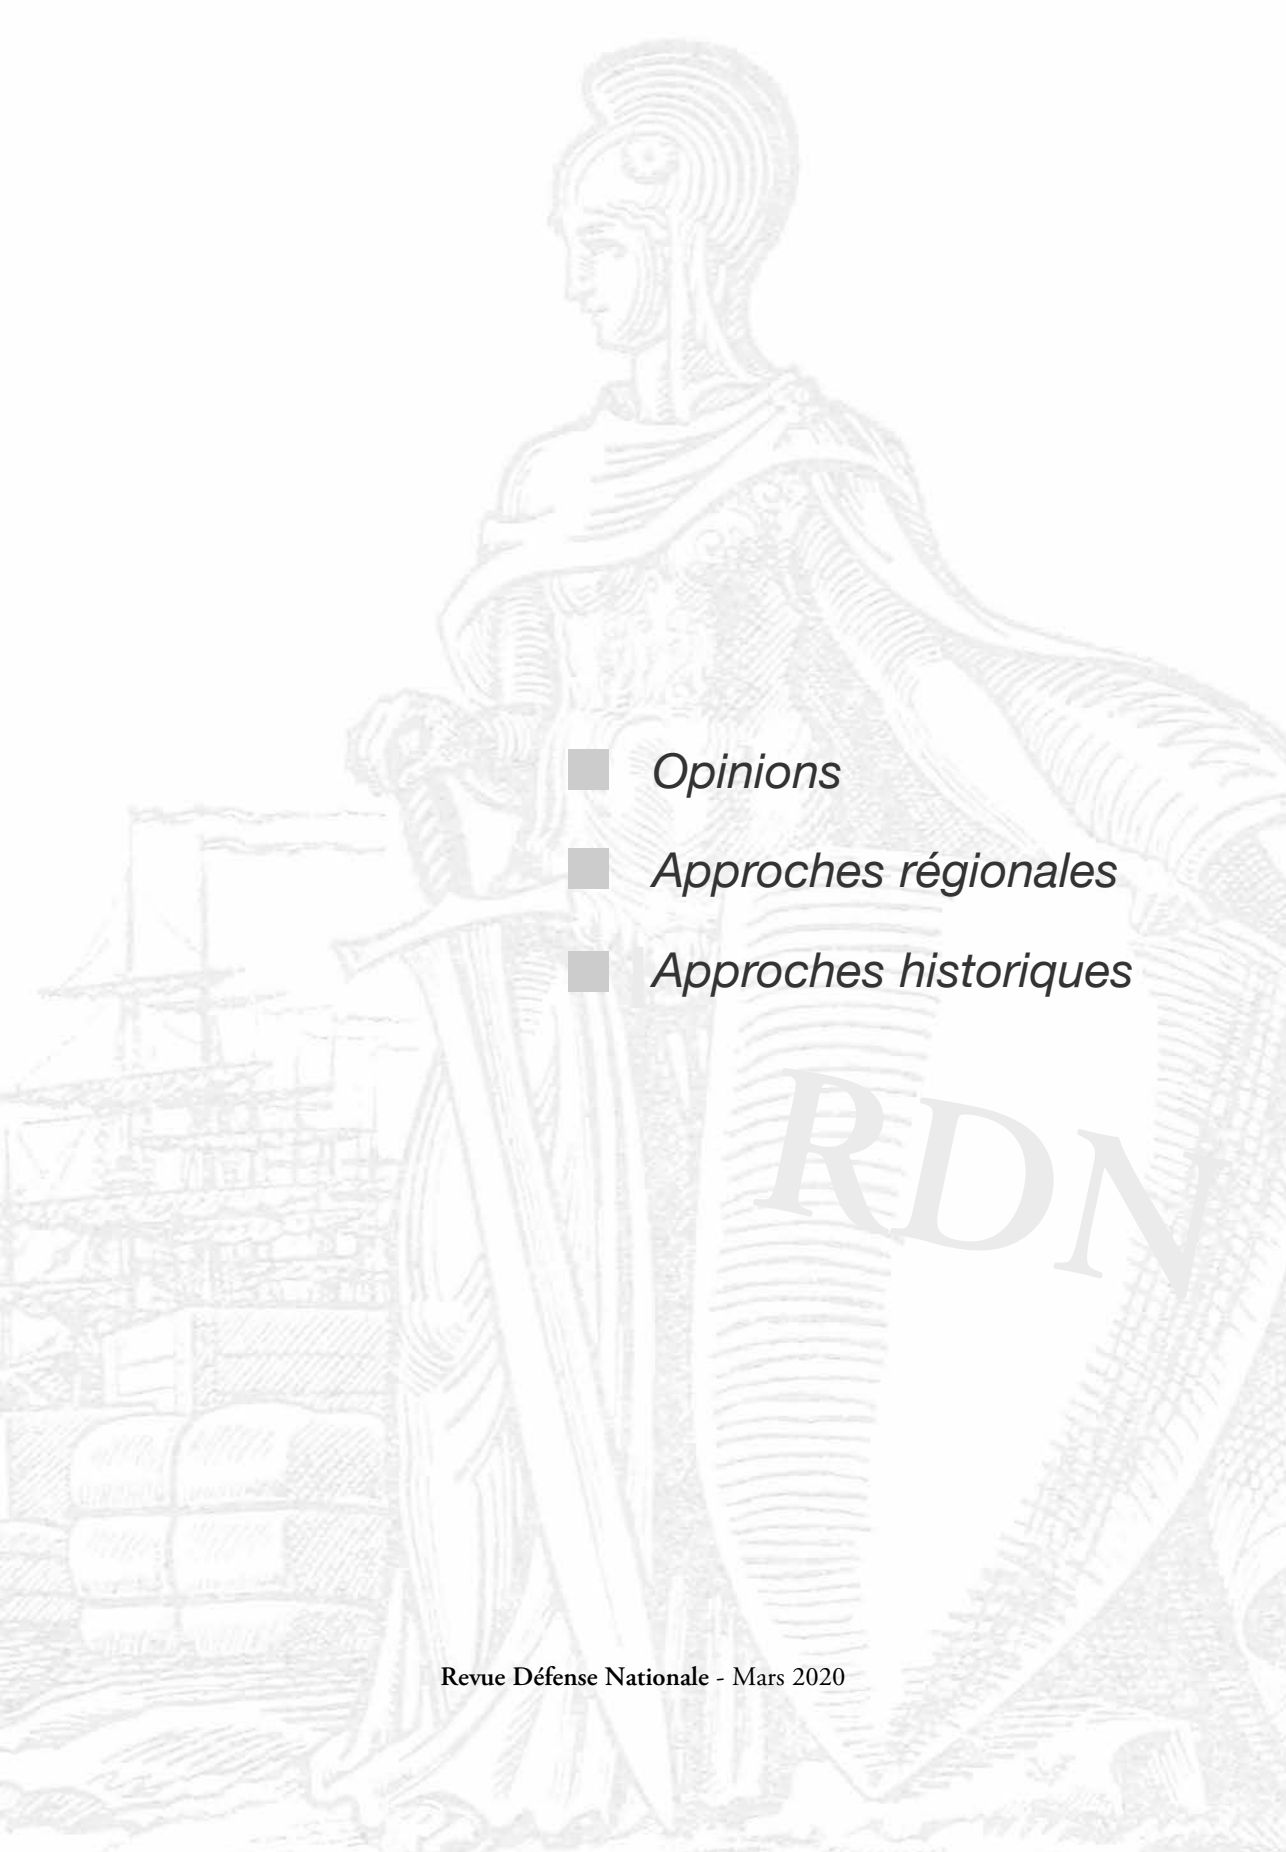 Opinions
Approches régionales
Approches historiques
RDN
Revue Défense Nationale - Mars 2020